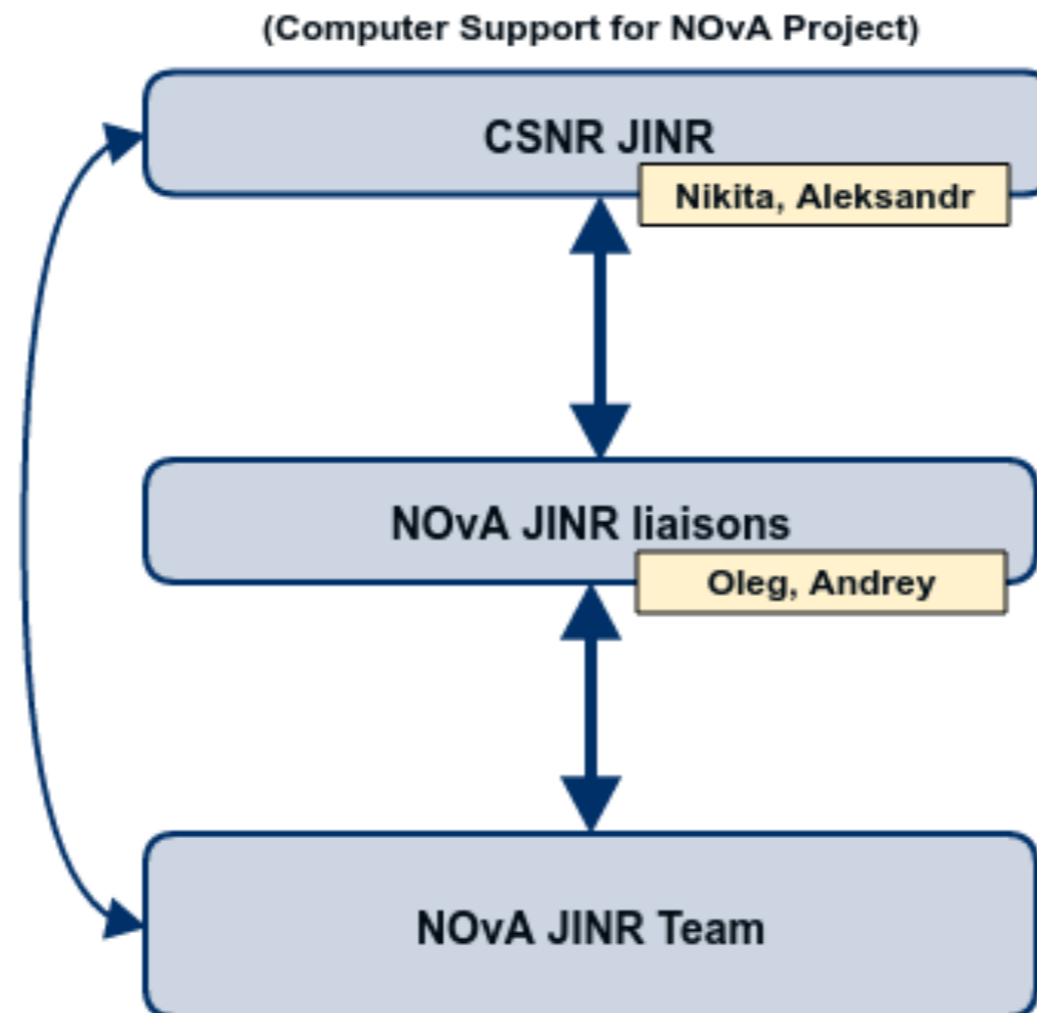 (Computer Support for NOvA Project)
CSNR JINR
Nikita, Aleksandr
NOvA JINR liaisons
Oleg, Andrey
NOvA JINR Team